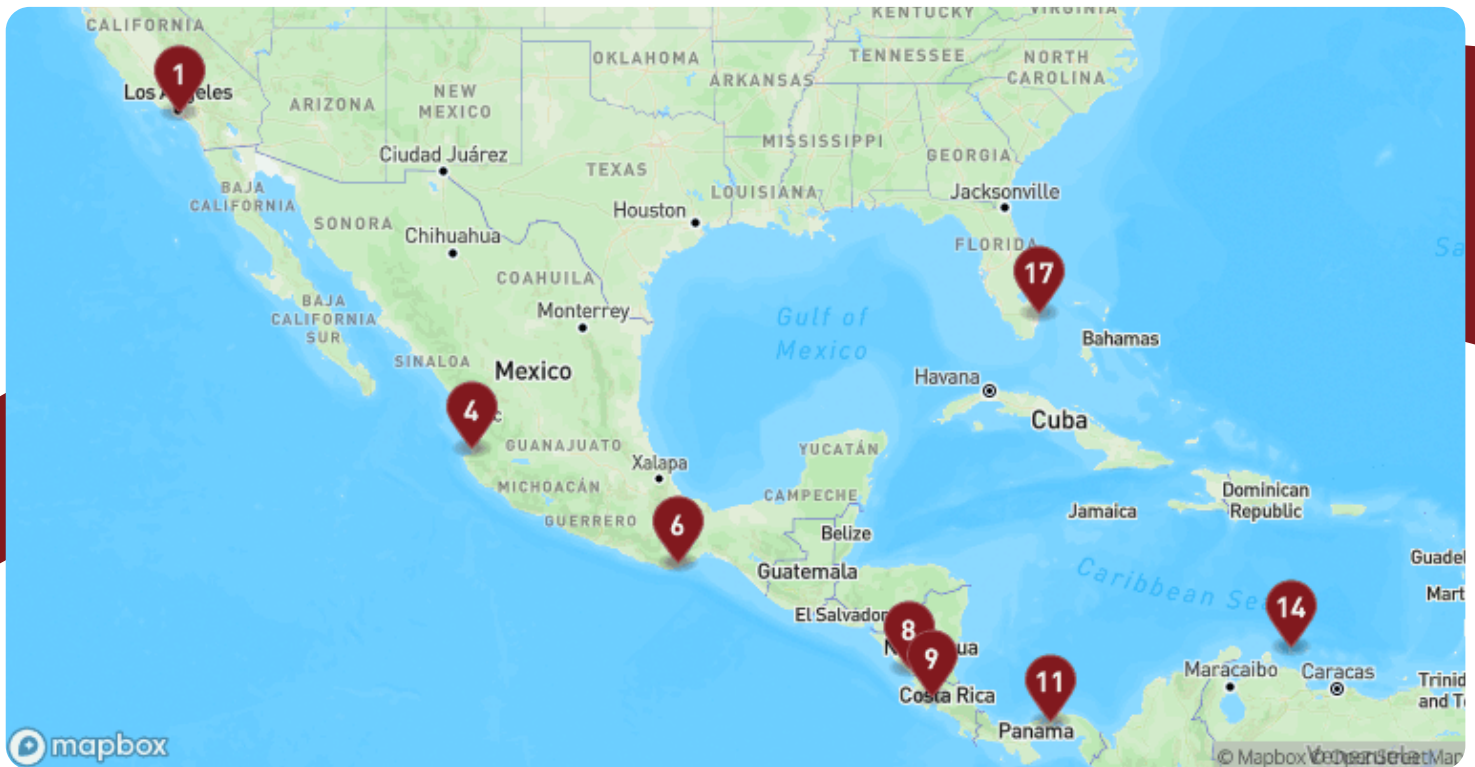 KENTUCKY
VIRGINIA
CALIFORNIA
OKLAHOMA
TENNESSEE
NORTH
CAROLINA
1
Los Angeles
ARIZONA
NEW
MEXICO
ARKANSAS
MISSISSIPPI
GEORGIA
Ciudad Juárez
TEXAS
LOUISIANA
Jacksonville
BAJA
CALIFORNIA
SONORA
Houston
Chihuahua
FLORIDA
17
COAHUILA
BAJA
CALIFORNIA
SUR
Monterrey
Gulf of
Mexico
Bahamas
SINALOA
Mexico
Havana
4
Cuba
GUANAJUATO
YUCATÁN
Xalapa
MICHOACÁN
CAMPECHE
Dominican
Republic
Jamaica
GUERRERO
6
Belize
Guatemala
Caribbean Se
Guadel
Mart
El Salvador
14
8
9
11
Maracaibo
Caracas
Costa Rica
Trinid
and T
Panama
mapbox
© Mapbox © OpenStreetMap